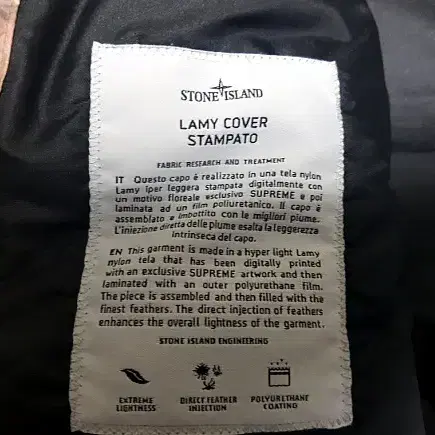 STONE ISLAND
LAMY COVER
STAMPATO
FABRIC RESEARCH AND TREATMENT
IT Questo capo é realizzato in una tela nylon
Lamy iper leggera stampata digitalmente con
un motivo floreale esclusivo SUPREME e poi
laminata ad un film poliuretanico. Il capo è
assemblato e imbottito con le migliori piume.
L'iniezione diretta delle piume esalta la leggerezza
intrinseca del capo.
EN This garment is made in a hyper light Lamy
nylon tela that has been digitally printed
with an exclusive SUPREME artwork and then
laminated with an outer polyurethane film.
The piece is assembled and then filled with the
finest feathers. The direct injection of feathers
enhances the overall lightness of the garment.
STONE ISLAND ENGINEERING
EXTREME
LIGHTNESS
DIRECT FEATHER
INJECTION
POLYURETHANE
COATING